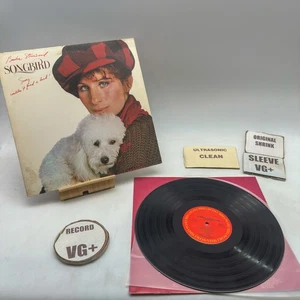 Barbra Streisand
SONGBIRD
ORIGINAL
SHRINK
ULTRASONIC
CLEAN
SLEEVE
VG+
RECORD
VG+